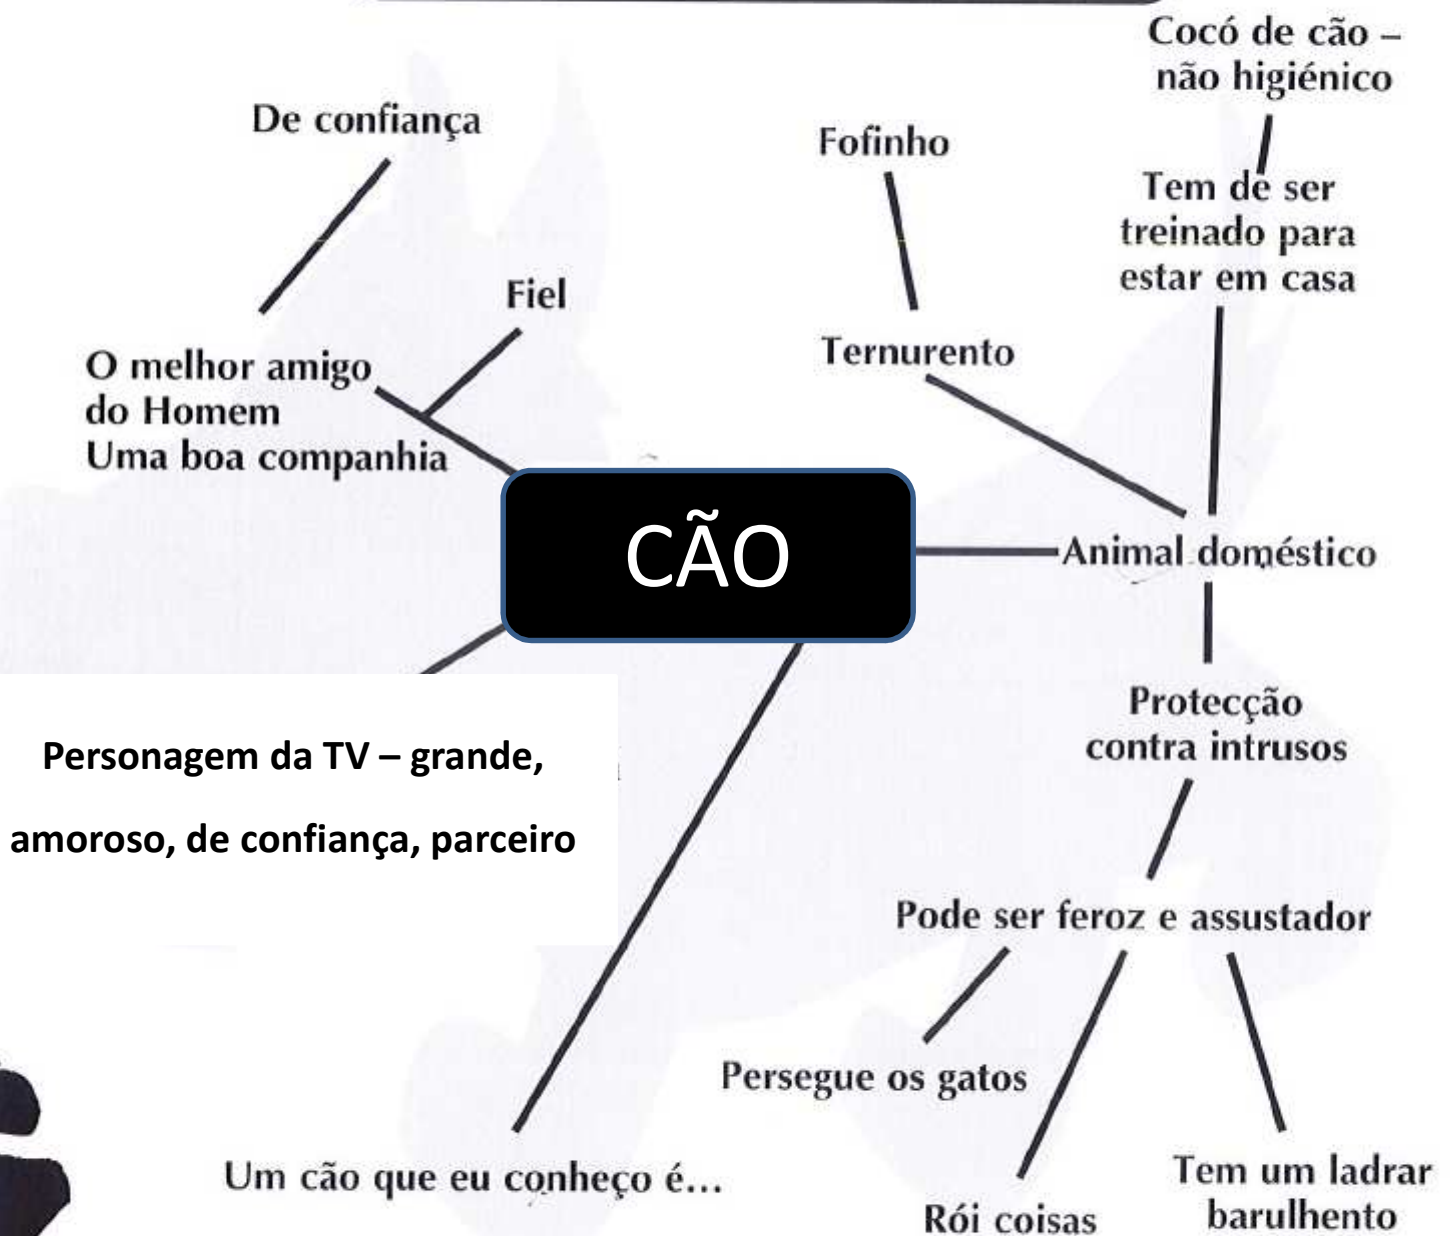 Cocó de cão –
não higiénico
De confiança
Fofinho
Tem de ser
treinado para
estar em casa
Fiel
Ternurento
O melhor amigo
do Homem
Uma boa companhia
CÃO
Animal doméstico
Protecção
contra intrusos
Personagem da TV – grande,
amoroso, de confiança, parceiro
Pode ser feroz e assustador
Persegue os gatos
Um cão que eu conheço é...
Rói coisas
Tem um ladrar
barulhento